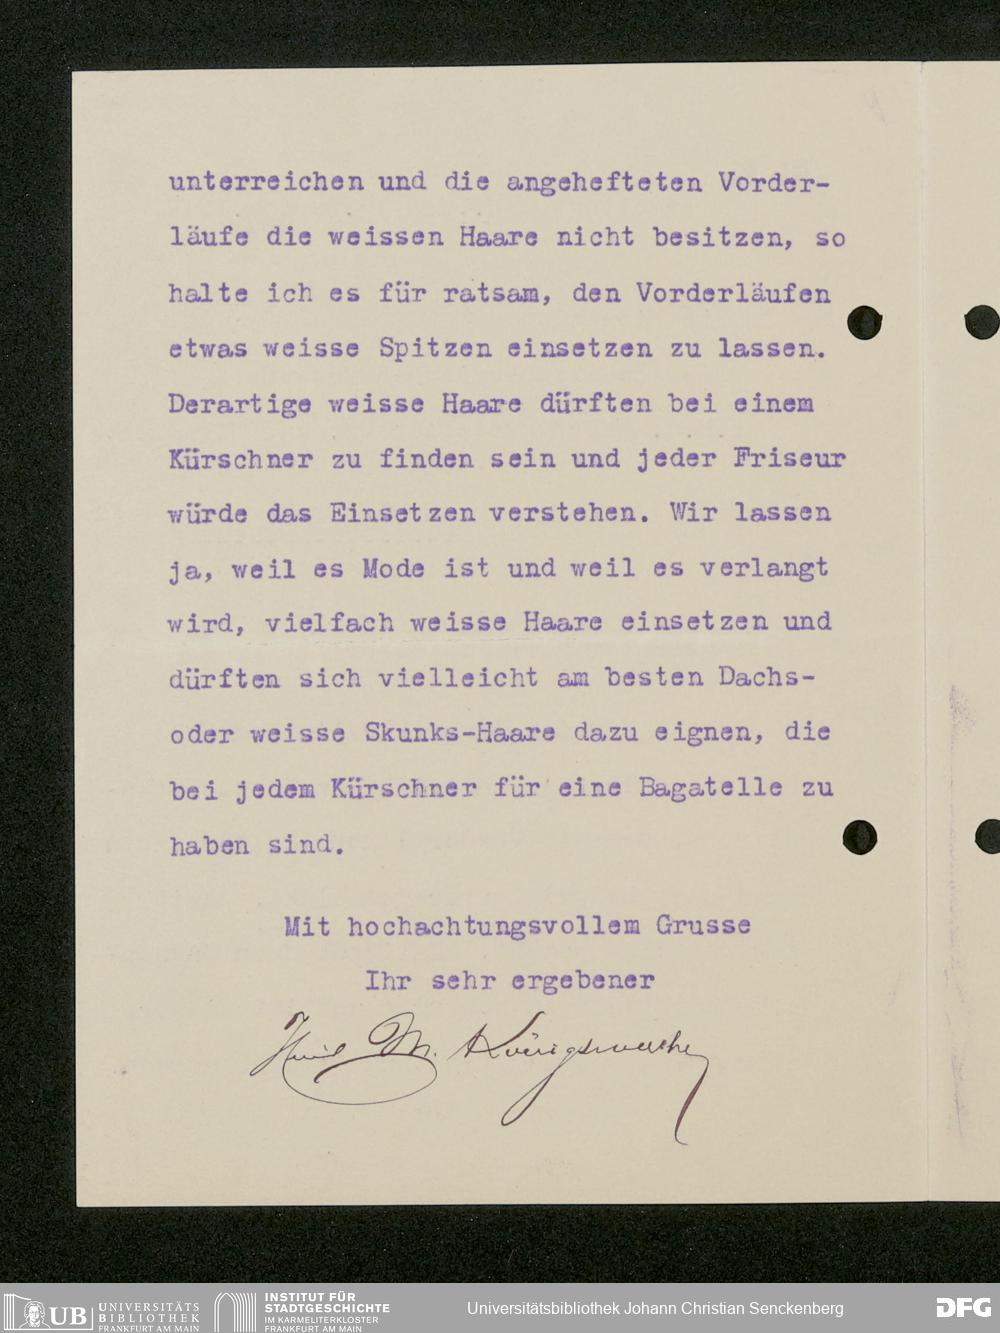 unterreichen und die angehefteten Vorder-
läufe die weissen Haare nicht besitzen, so
halte ich es für ratsam, den Vorderläufen
etwas weisse Spitzen einsetzen zu lassen.
Derartige weisse Haare dürften bei einem
Kürschner zu finden sein und jeder Friseur
würde das Einsetzen verstehen. Wir lassen
ja, weil es Mode ist und weil es verlangt
wird, vielfach weisse Haare einsetzen und
dürften sich vielleicht am besten Dachs-
oder weisse Skunks-Haare dazu eignen, die
bei jedem Kürschner für eine Bagatelle zu
haben sind.
Mit hochachtungsvollem Grusse
Ihr sehr ergebener
M. Königswerther
UB UNIVERSITÄTS
BIBLIOTHEK
FRANKFURT AM MAIN
INSTITUT FÜR
STADTGESCHICHTE
IM KARMELITERKLOSTER
FRANKFURT AM MAIN
Universitätsbibliothek Johann Christian Senckenberg
DFG